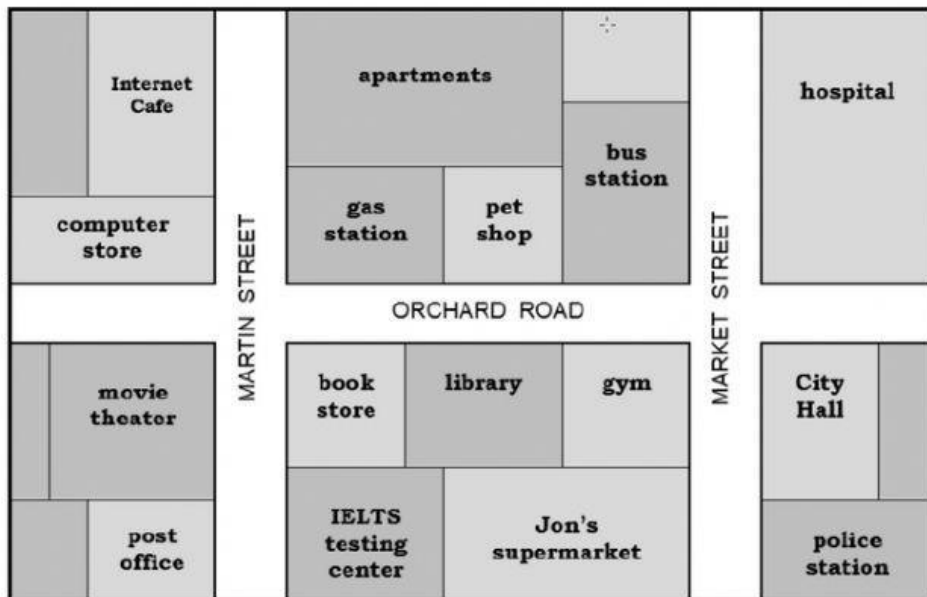 Internet
Cafe
apartments
hospital
bus
station
computer
store
gas
station
pet
shop
MARTIN STREET
MARKET STREET
ORCHARD ROAD
movie
theater
book
store
library
gym
City
Hall
post
office
IELTS
testing
center
Jon's
supermarket
police
station